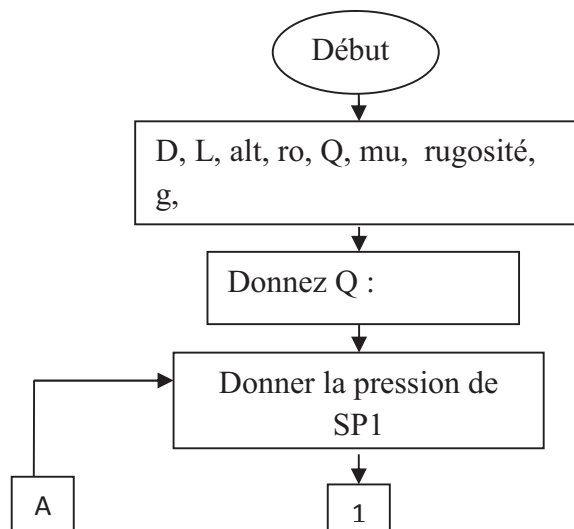 Début
D, L, alt, ro, Q, mu, rugosité,
g,
Donnez Q :
Donner la pression de
SP1
A
1